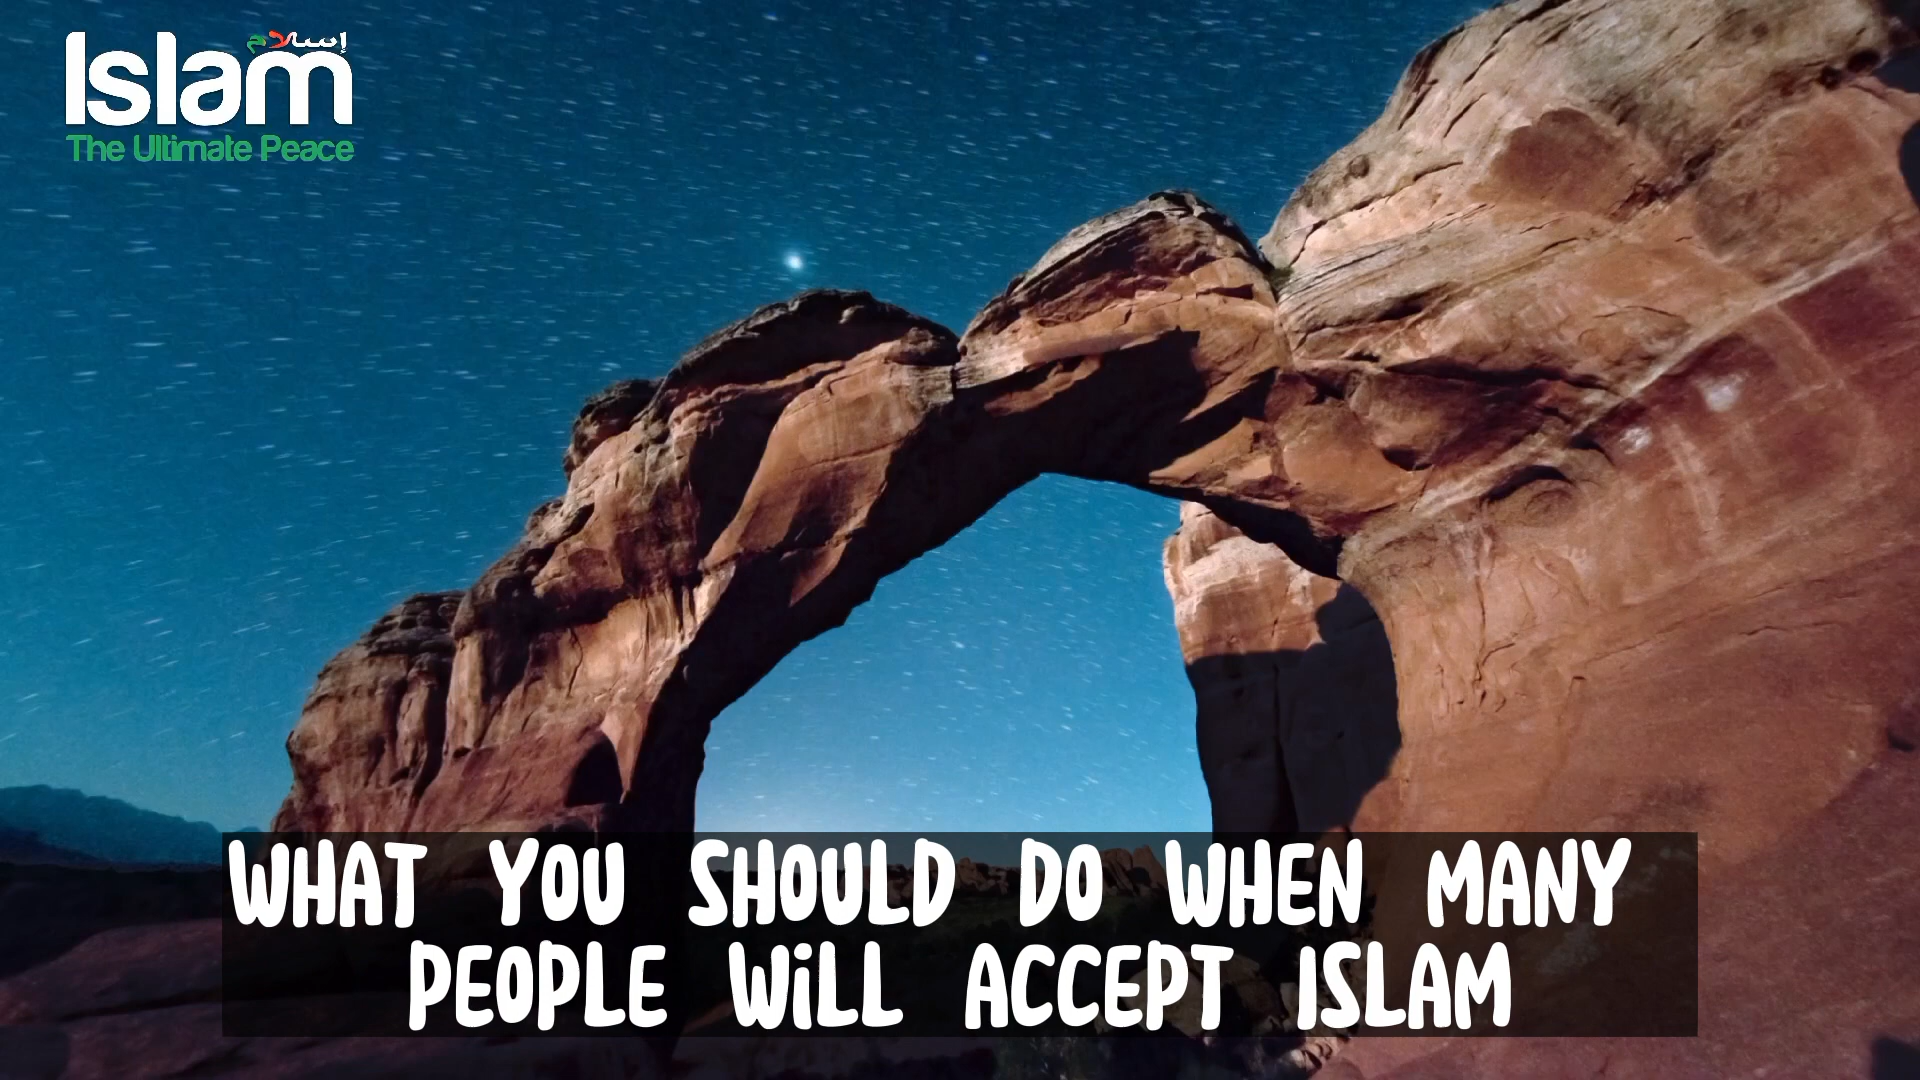 إسلام
Islam
The Ultimate Peace
WHAT YOU SHOULD DO WHEN MANY
PEOPLE WiLL ACCEPT ISLAM